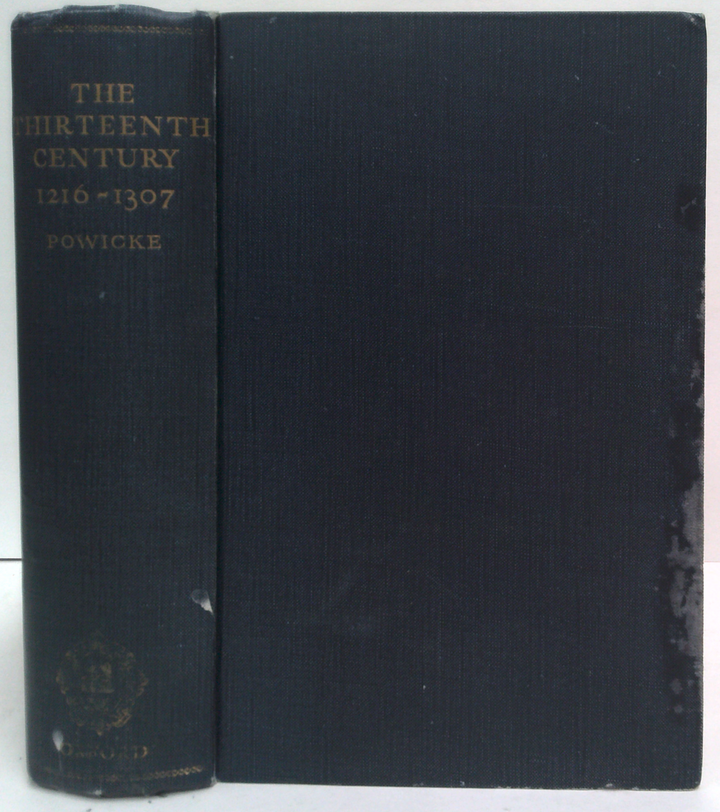 THE
THIRTEENTH
CENTURY
1216-1307
POWICKE
OXFORD